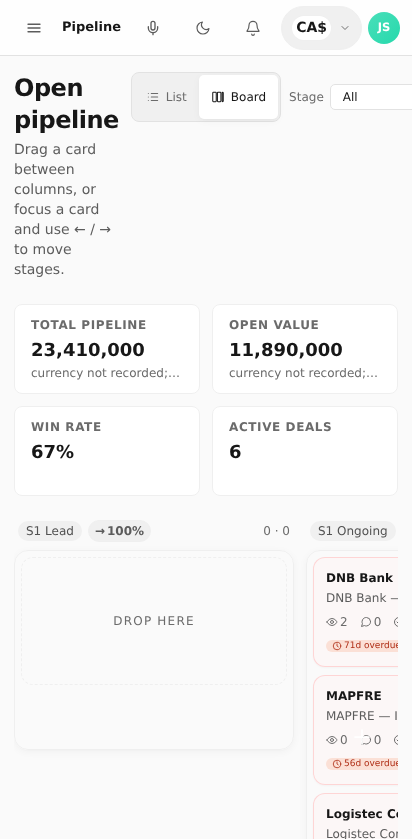 Pipeline CA$ JS
Open pipeline
List Board Stage All
Drag a card between columns, or focus a card and use ← / → to move stages.
TOTAL PIPELINE
23,410,000
currency not recorded;…
OPEN VALUE
11,890,000
currency not recorded;…
WIN RATE
67%
ACTIVE DEALS
6
S1 Lead → 100% 0 · 0
DROP HERE
S1 Ongoing
DNB Bank
DNB Bank —
2 0
71d overdue
MAPFRE
MAPFRE — I
0 0
56d overdue
Logistec Co
Logistec Cor